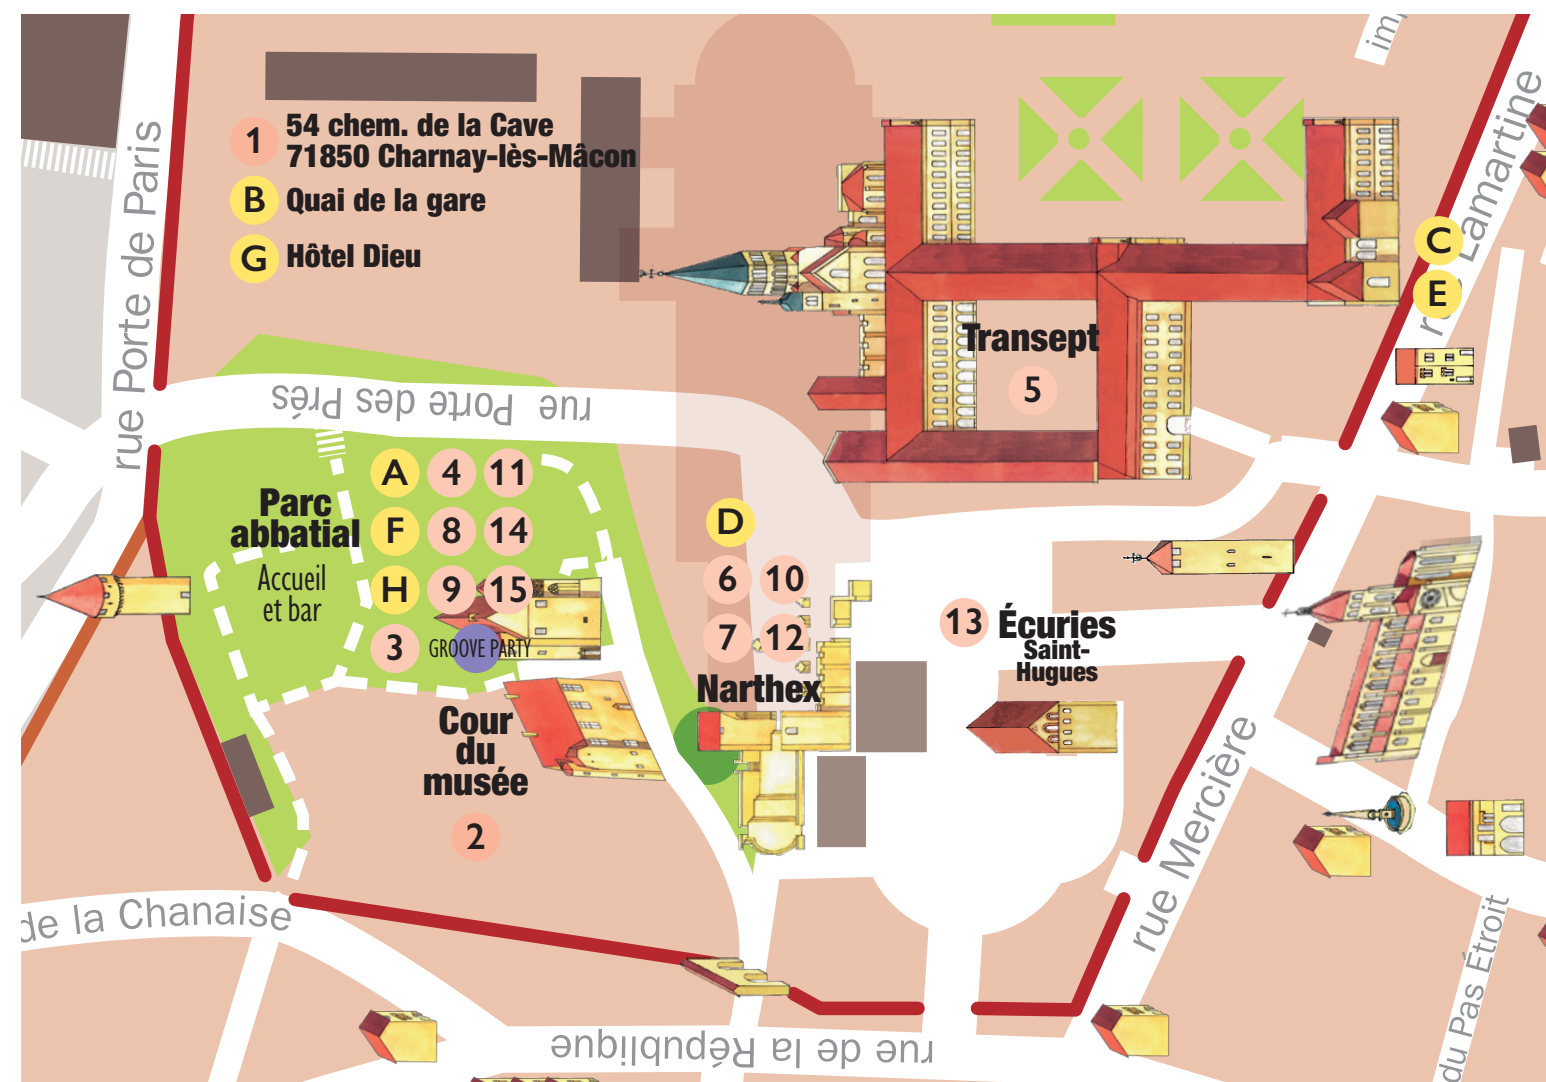 1 54 chem. de la Cave
71850 Charnay-lès-Mâcon
B Quai de la gare
G Hôtel Dieu
rue Porte de Paris
rue Porte des Prés
rue Lamartine
C
E
Transept
5
Parc
abbatial
Accueil
et bar
A 4 11
F 8 14
H 9 15
3 GROOVE PARTY
D
6 10
7 12
Narthex
13 Écuries
Saint-
Hugues
Cour
du
musée
2
de la Chanaise
rue Mercière
rue de la République
du Pas Étroit